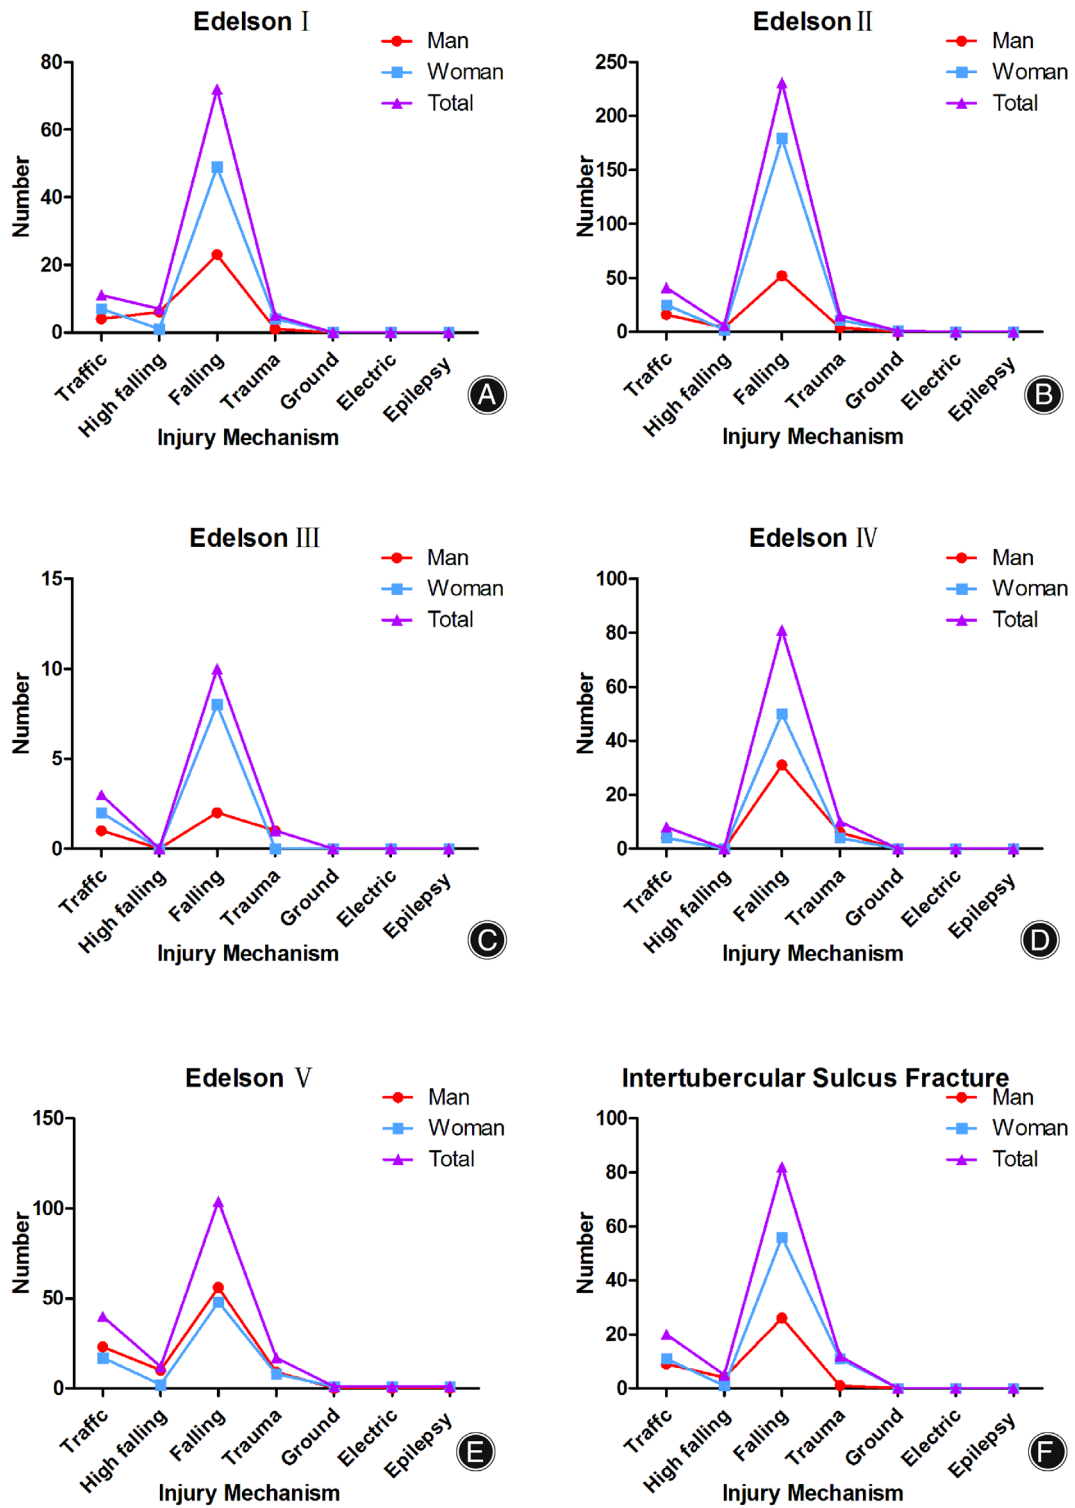 Edelson Ⅰ
Man
Woman
Total
80
60
40
20
0
Number
Traffic
High falling
Falling
Trauma
Ground
Electric
Epilepsy
Injury Mechanism
A
Edelson Ⅱ
Man
Woman
Total
250
200
150
100
50
0
Number
Traffic
High falling
Falling
Trauma
Ground
Electric
Epilepsy
Injury Mechanism
B
Edelson Ⅲ
Man
Woman
Total
15
10
5
0
Number
Traffc
High falling
Falling
Trauma
Ground
Electric
Epilepsy
Injury Mechanism
C
Edelson Ⅳ
Man
Woman
Total
100
80
60
40
20
0
Number
Traffc
High falling
Falling
Trauma
Ground
Electric
Epilepsy
Injury Mechanism
D
Edelson Ⅴ
Man
Woman
Total
150
100
50
0
Number
Traffc
High falling
Falling
Trauma
Ground
Electric
Epilepsy
Injury Mechanism
E
Intertubercular Sulcus Fracture
Man
Woman
Total
100
80
60
40
20
0
Number
Traffc
High falling
Falling
Trauma
Ground
Electric
Epilepsy
Injury Mechanism
F